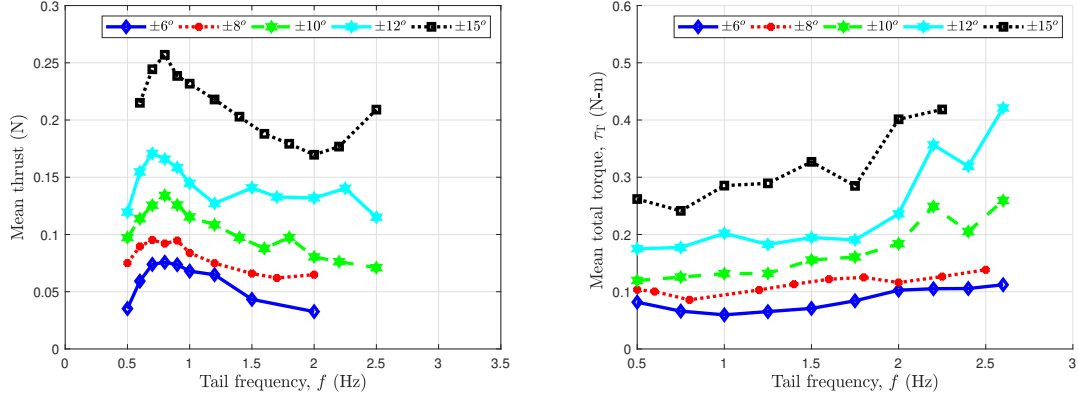 ±6° ±8° ±10° ±12° ±15°
0.3
0.25
0.2
0.15
0.1
0.05
0
Mean thrust (N)
0 0.5 1 1.5 2 2.5 3 3.5
Tail frequency, f (Hz)
±6° ±8° ±10° ±12° ±15°
0.6
0.5
0.4
0.3
0.2
0.1
0
Mean total torque, τT (N-m)
0.5 1 1.5 2 2.5 3
Tail frequency, f (Hz)